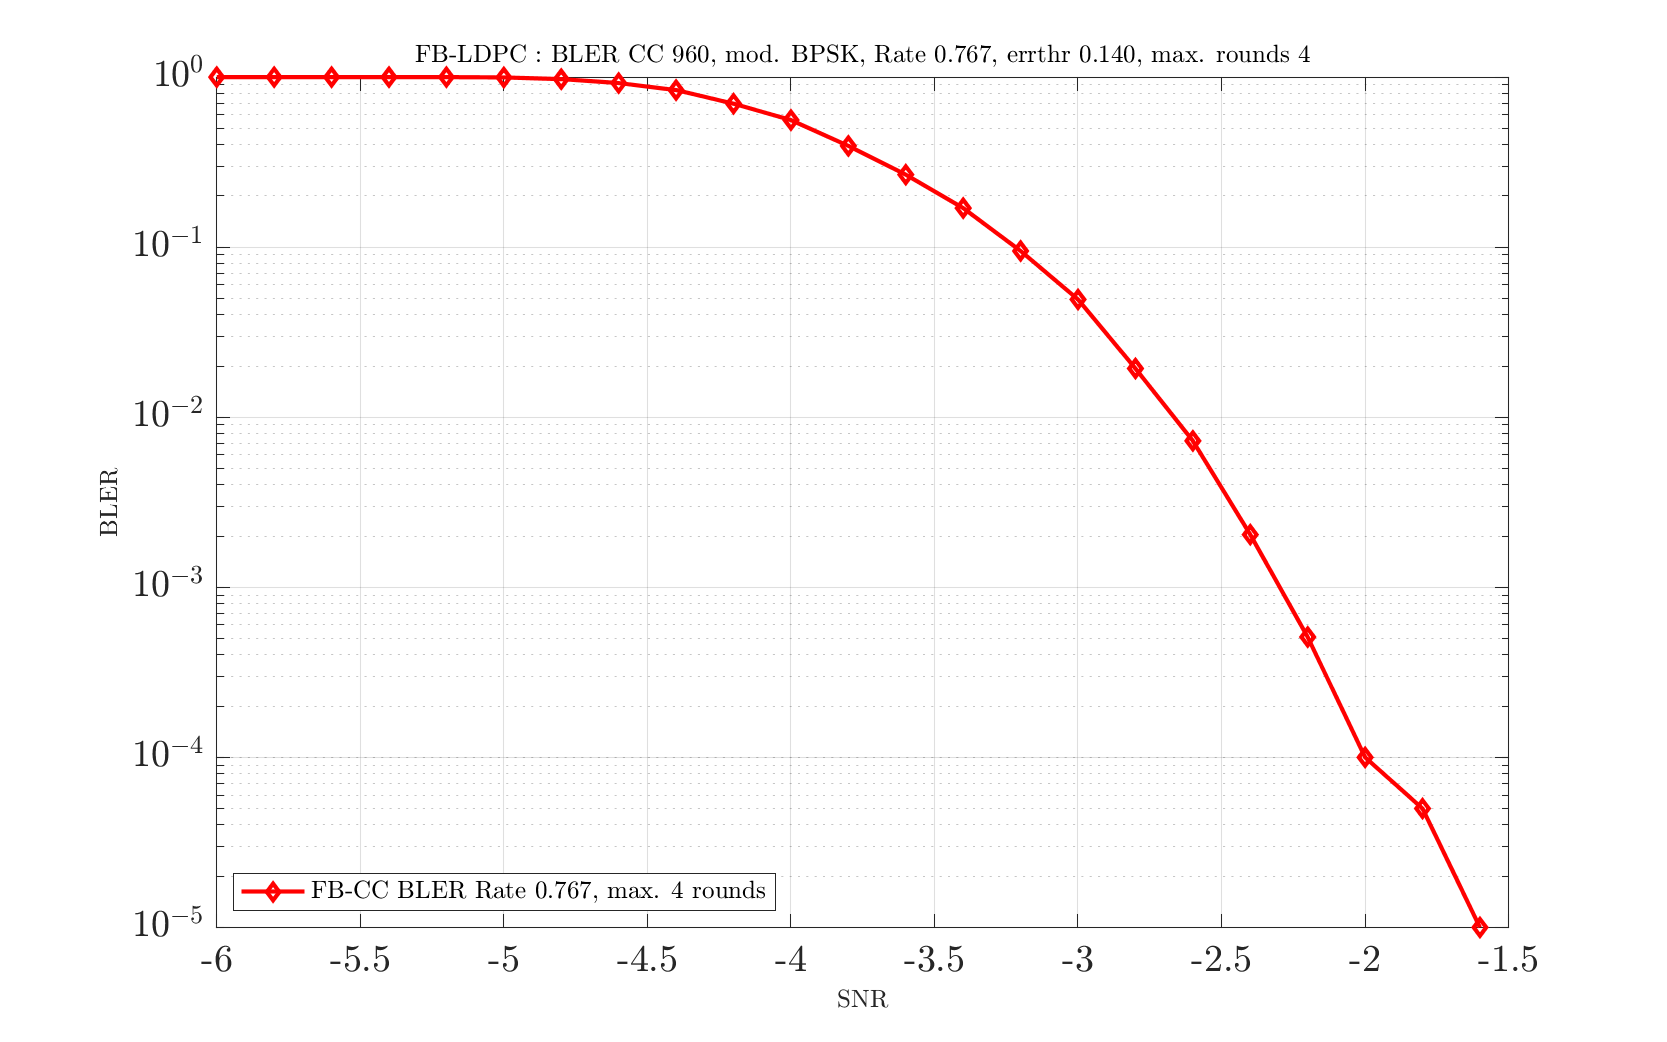 FB-LDPC : BLER CC 960, mod. BPSK, Rate 0.767, errthr 0.140, max. rounds 4
10^0
10^-1
10^-2
10^-3
10^-4
10^-5
BLER
FB-CC BLER Rate 0.767, max. 4 rounds
-6 -5.5 -5 -4.5 -4 -3.5 -3 -2.5 -2 -1.5
SNR